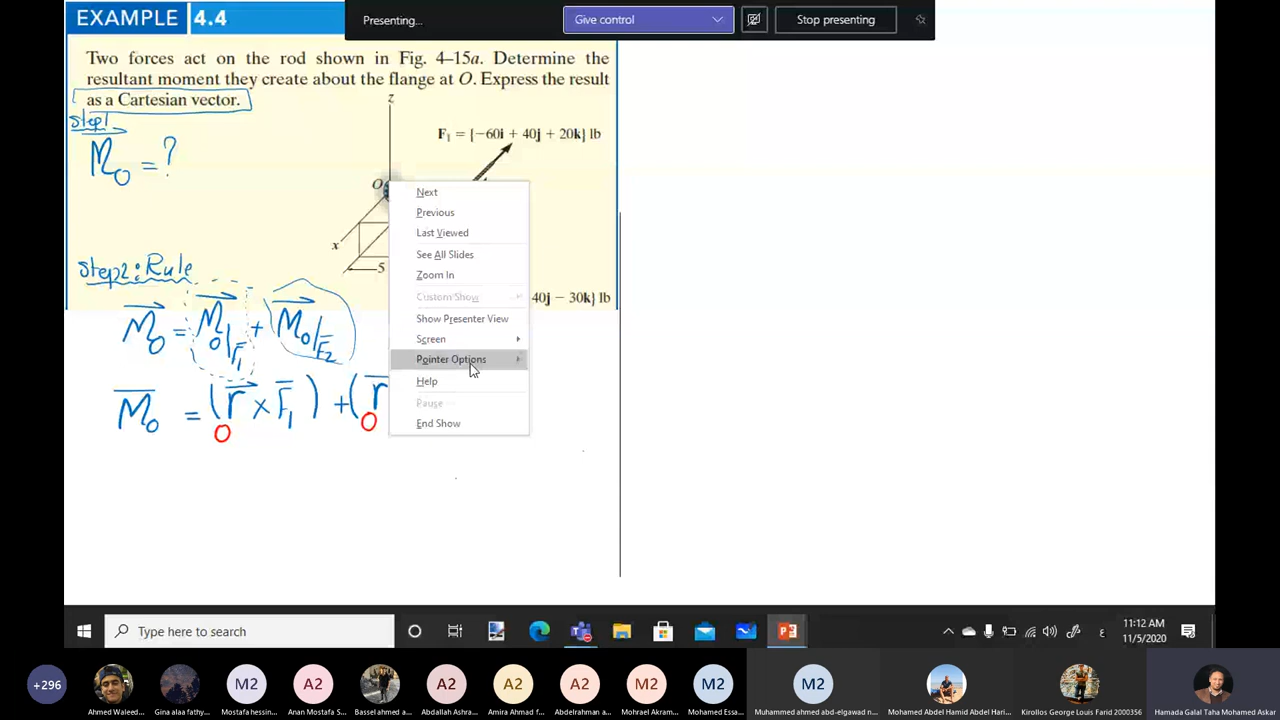 EXAMPLE 4.4
Presenting...
Give control
Stop presenting
Two forces act on the rod shown in Fig. 4–15a. Determine the
resultant moment they create about the flange at O. Express the result
as a Cartesian vector.
Step1
M_O = ?
z
F₁ = {−60i + 40j + 20k} lb
O
x
5
40j − 30k} lb
Next
Previous
Last Viewed
See All Slides
Zoom In
Custom Show
Show Presenter View
Screen
Pointer Options
Help
Pause
End Show
Step2: Rule
M_O = M_O/F₁ + M_O/F₂
M_O = (r × F₁) + (r
O O
Type here to search
ع
11:12 AM
11/5/2020
+296
M2
A2
A2
A2
A2
M2
M2
M2
Ahmed Waleed...
Gina alaa fathy...
Mostafa hessin...
Anan Mostafa S...
Bassel ahmed a...
Abdallah Ashra...
Amira Ahmad f...
Abdelrahman a...
Mohrael Akram...
Mohamed Essa...
Muhammed ahmed abd-elgawad n...
Mohamed Abdel Hamid Abdel Hari...
Kirollos George Louis Farid 2000356
Hamada Galal Taha Mohamed Askar